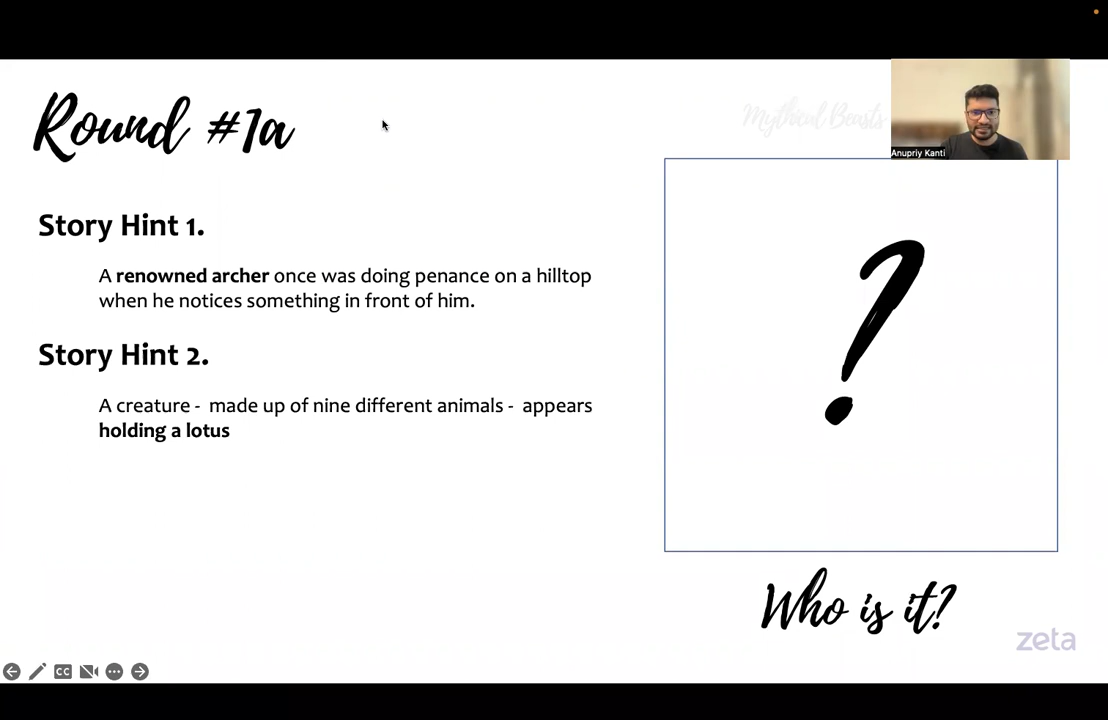 Round #1a
Mythical Beasts
Anupriy Kanti
Story Hint 1.
A renowned archer once was doing penance on a hilltop
when he notices something in front of him.
Story Hint 2.
A creature -  made up of nine different animals -  appears
holding a lotus
?
Who is it?
zeta
CC